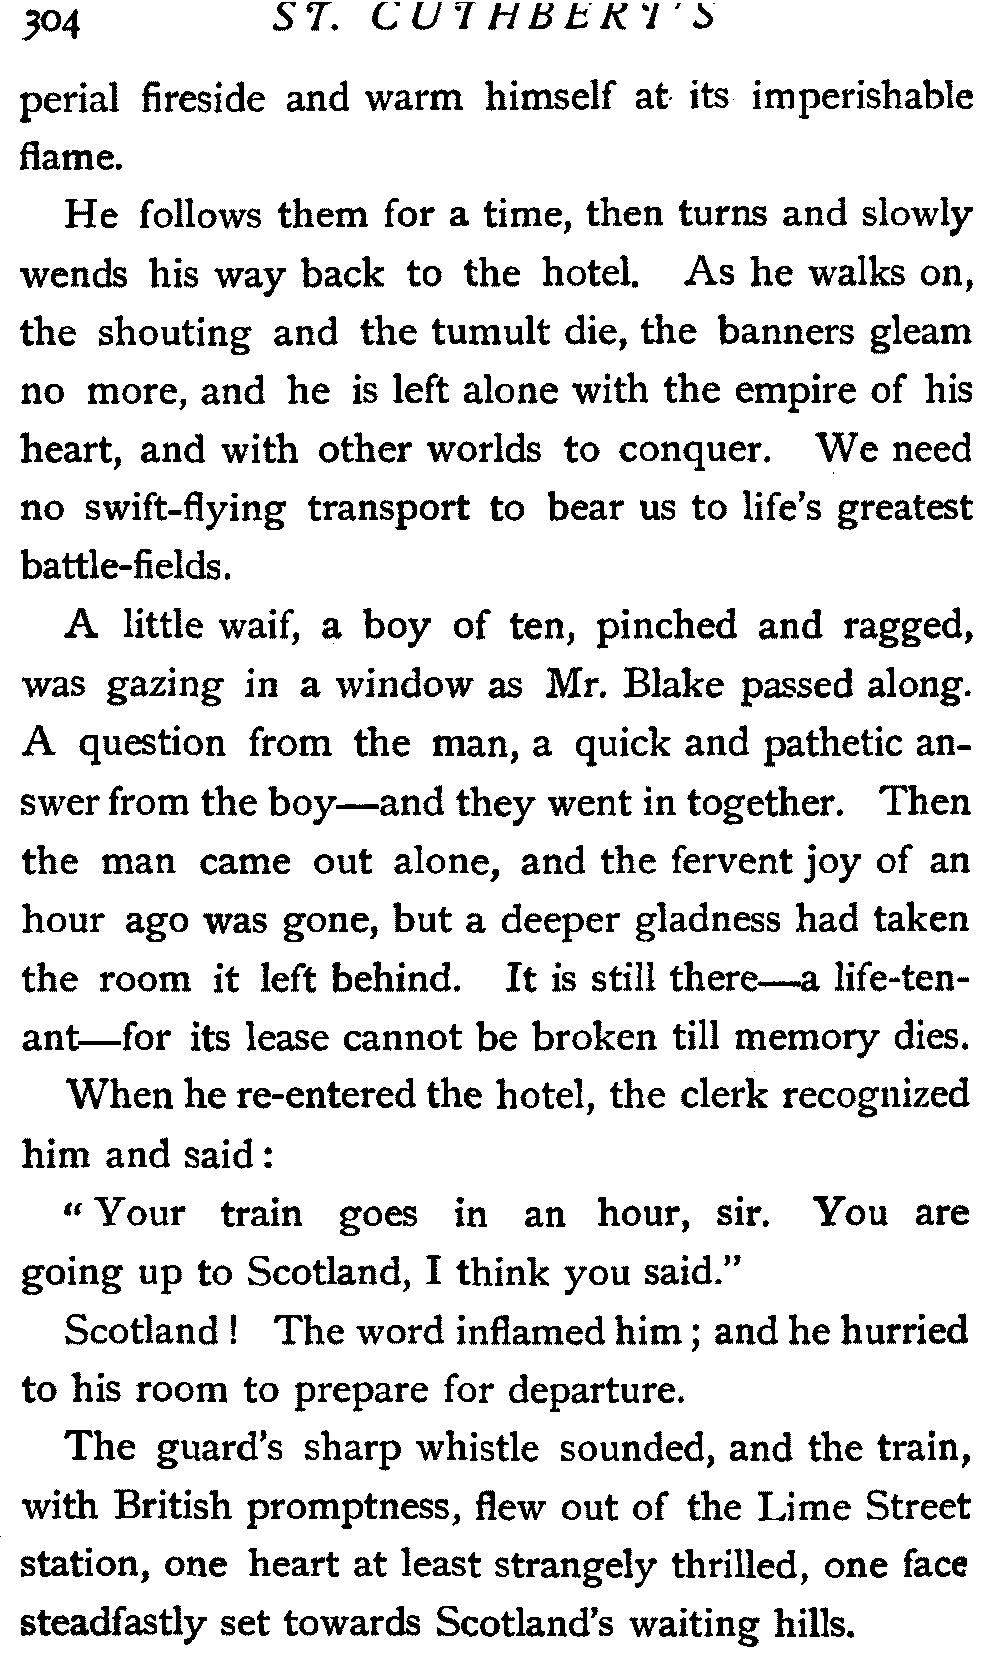 304 ST. CUTHBERT'S
perial fireside and warm himself at its imperishable
flame.
He follows them for a time, then turns and slowly
wends his way back to the hotel. As he walks on,
the shouting and the tumult die, the banners gleam
no more, and he is left alone with the empire of his
heart, and with other worlds to conquer. We need
no swift-flying transport to bear us to life's greatest
battle-fields.
A little waif, a boy of ten, pinched and ragged,
was gazing in a window as Mr. Blake passed along.
A question from the man, a quick and pathetic an-
swer from the boy—and they went in together. Then
the man came out alone, and the fervent joy of an
hour ago was gone, but a deeper gladness had taken
the room it left behind. It is still there—a life-ten-
ant—for its lease cannot be broken till memory dies.
When he re-entered the hotel, the clerk recognized
him and said:
"Your train goes in an hour, sir. You are
going up to Scotland, I think you said."
Scotland! The word inflamed him; and he hurried
to his room to prepare for departure.
The guard's sharp whistle sounded, and the train,
with British promptness, flew out of the Lime Street
station, one heart at least strangely thrilled, one face
steadfastly set towards Scotland's waiting hills.